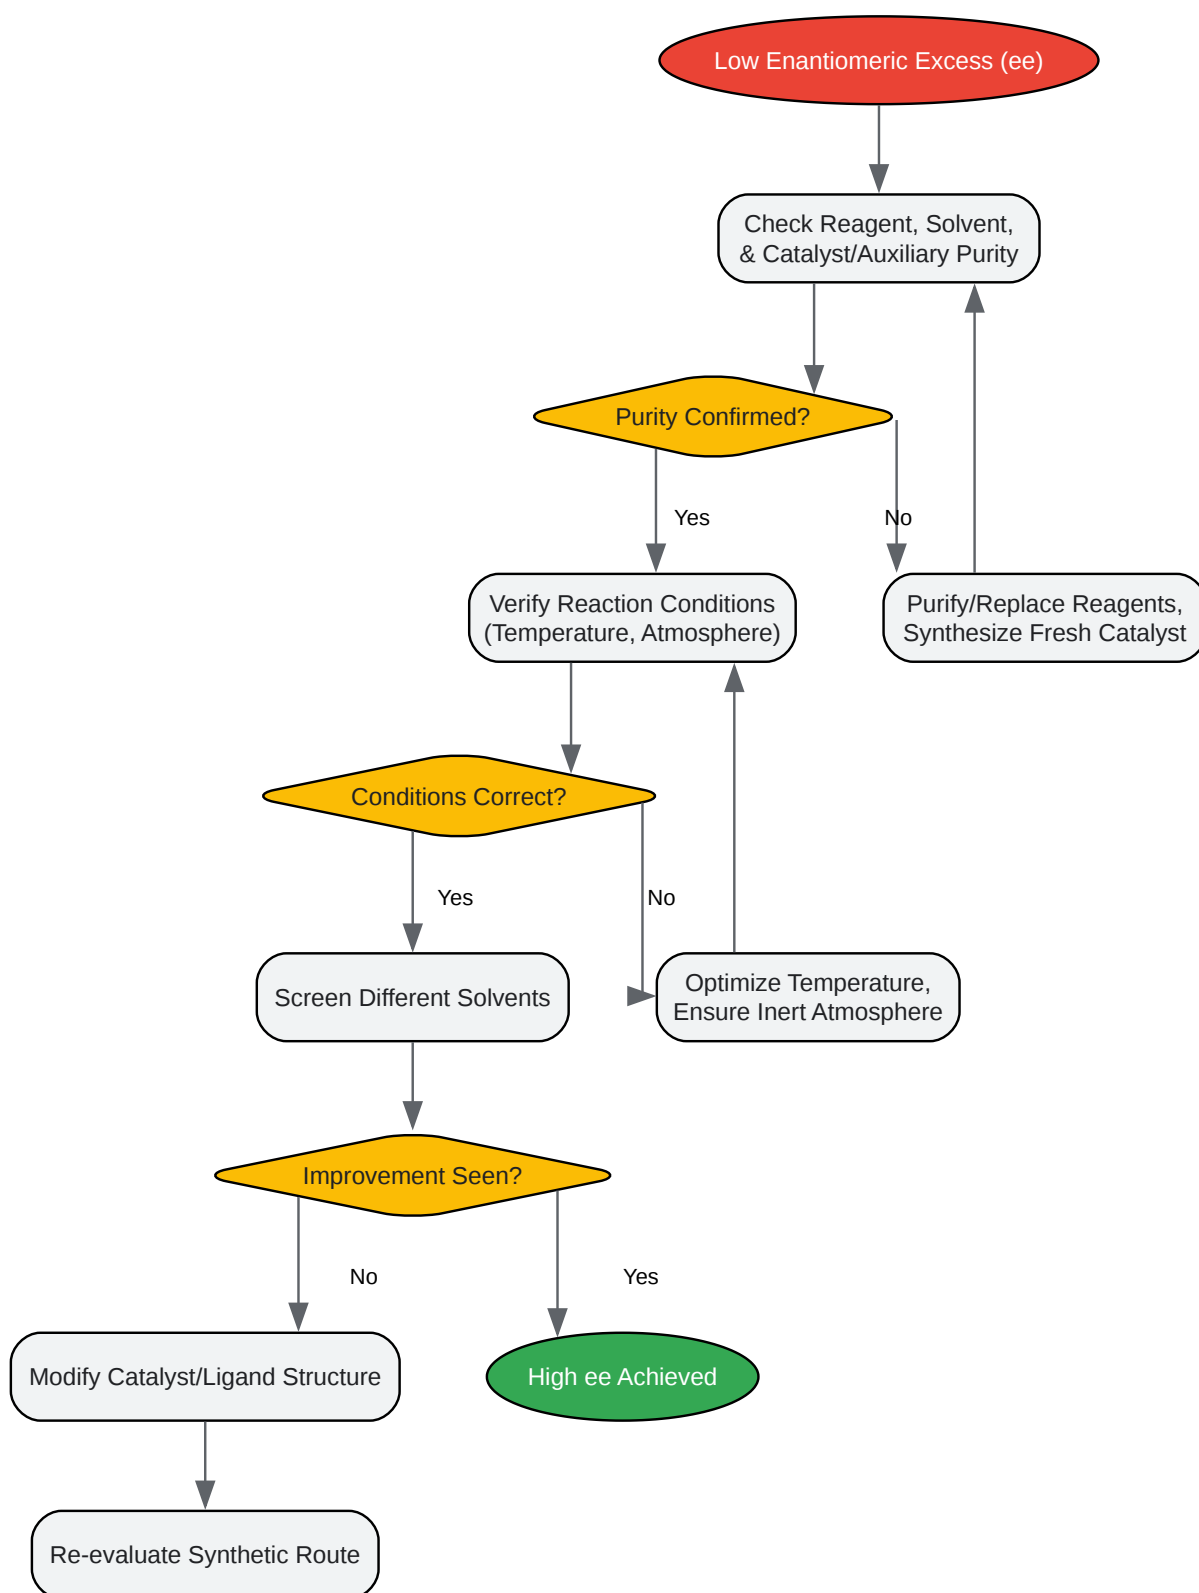 Low Enantiomeric Excess (ee)
Check Reagent, Solvent,
& Catalyst/Auxiliary Purity
Purity Confirmed?
Yes
No
Verify Reaction Conditions
(Temperature, Atmosphere)
Purify/Replace Reagents,
Synthesize Fresh Catalyst
Conditions Correct?
Yes
No
Screen Different Solvents
Optimize Temperature,
Ensure Inert Atmosphere
Improvement Seen?
No
Yes
Modify Catalyst/Ligand Structure
High ee Achieved
Re-evaluate Synthetic Route